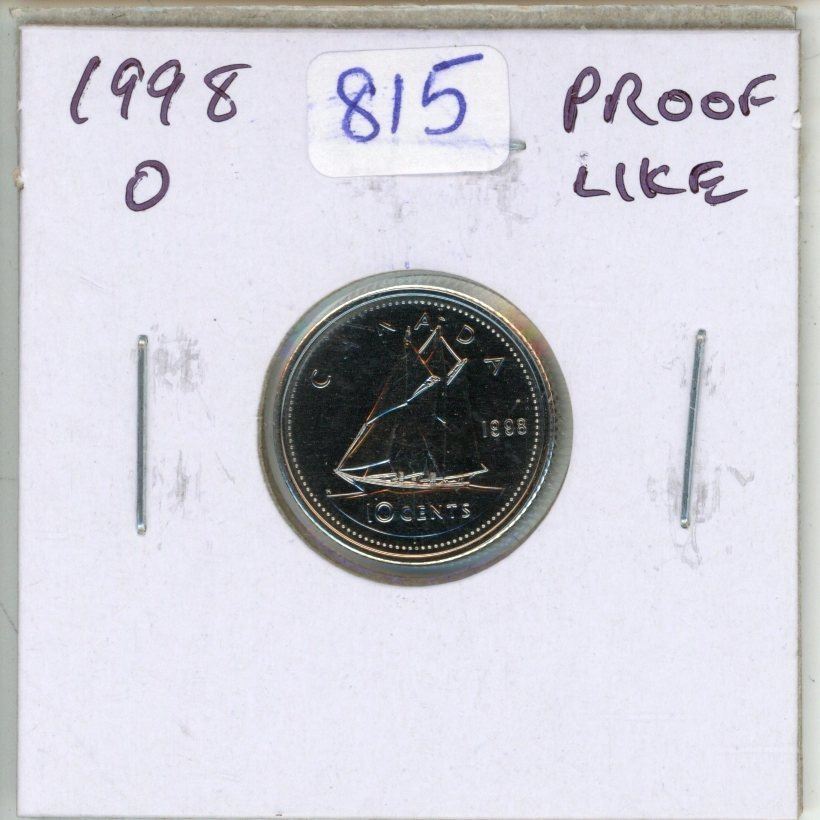 1998
O
815
PROOF
LIKE
CANADA
1998
10 CENTS